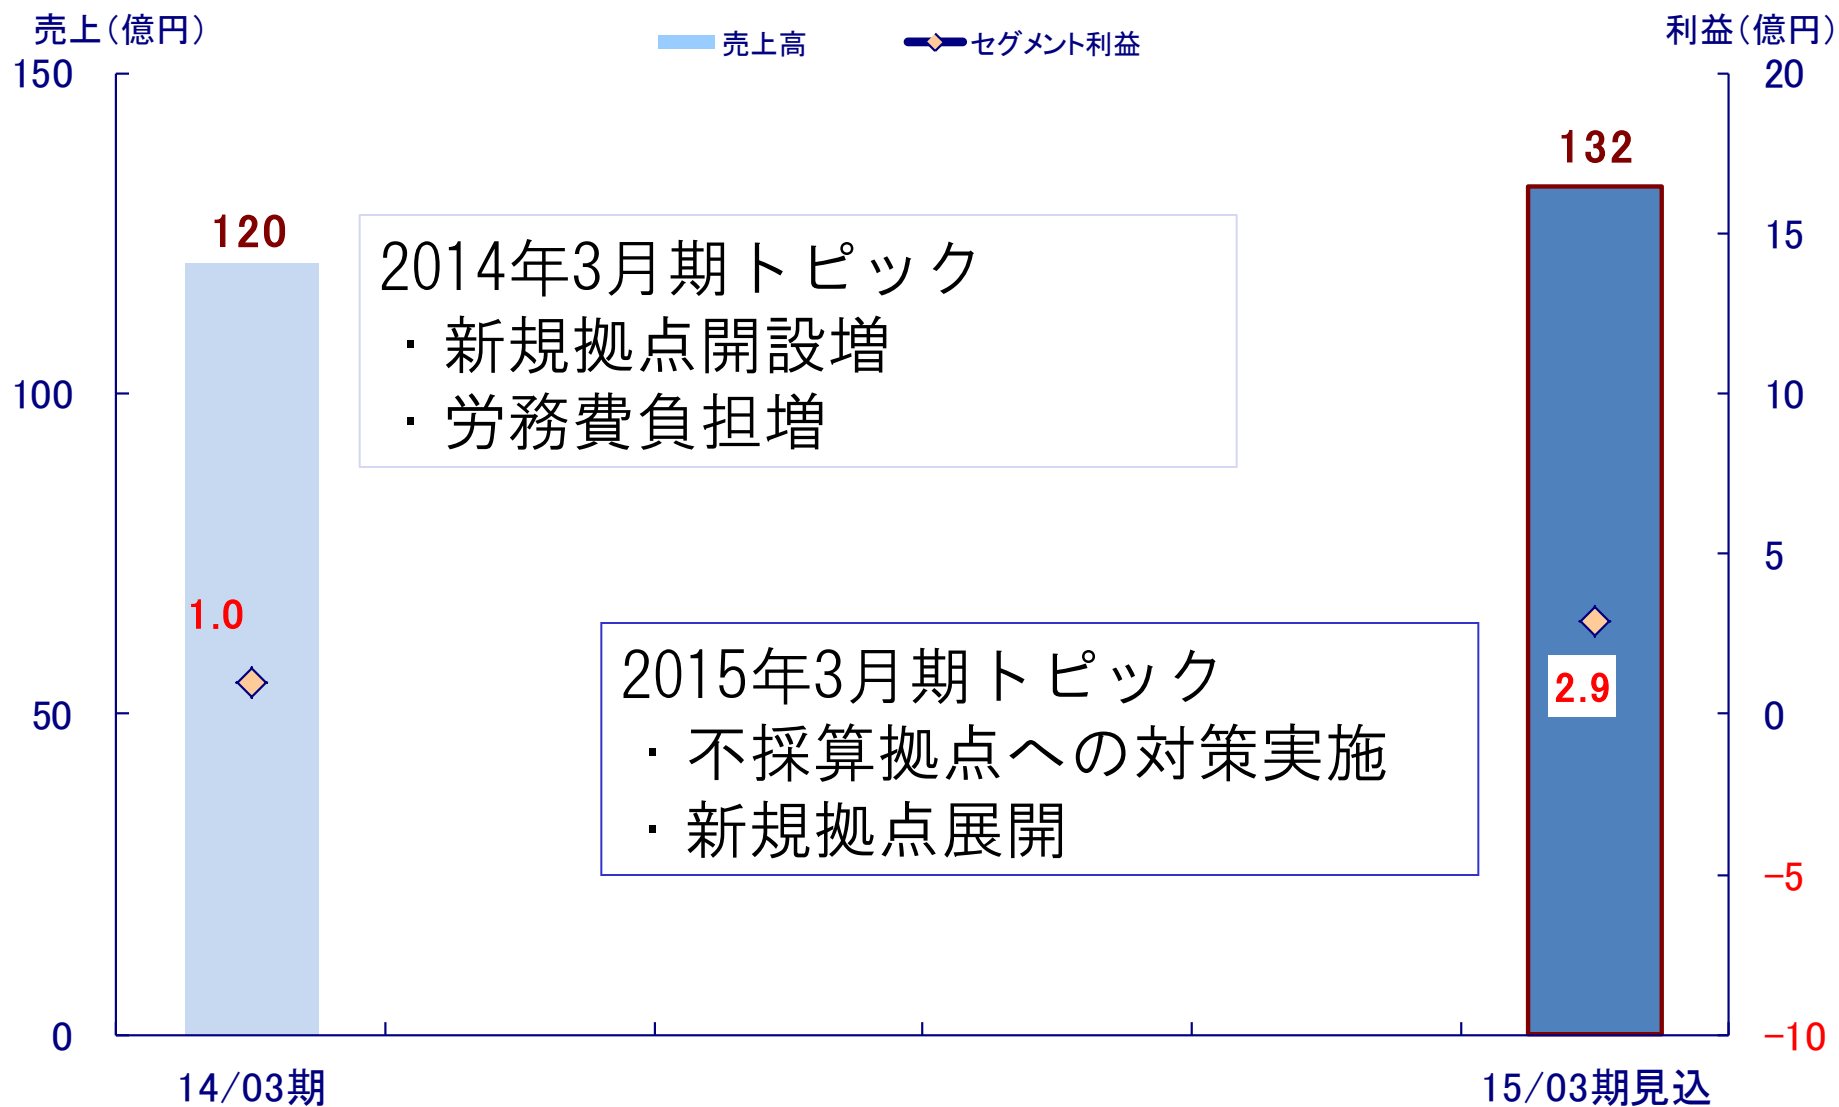 売上(億円)
売上高
セグメント利益
利益(億円)
150
100
50
0
20
15
10
5
0
-5
-10
120
132
1.0
2.9
2014年3月期トピック
・新規拠点開設増
・労務費負担増
2015年3月期トピック
・不採算拠点への対策実施
・新規拠点展開
14/03期
15/03期見込